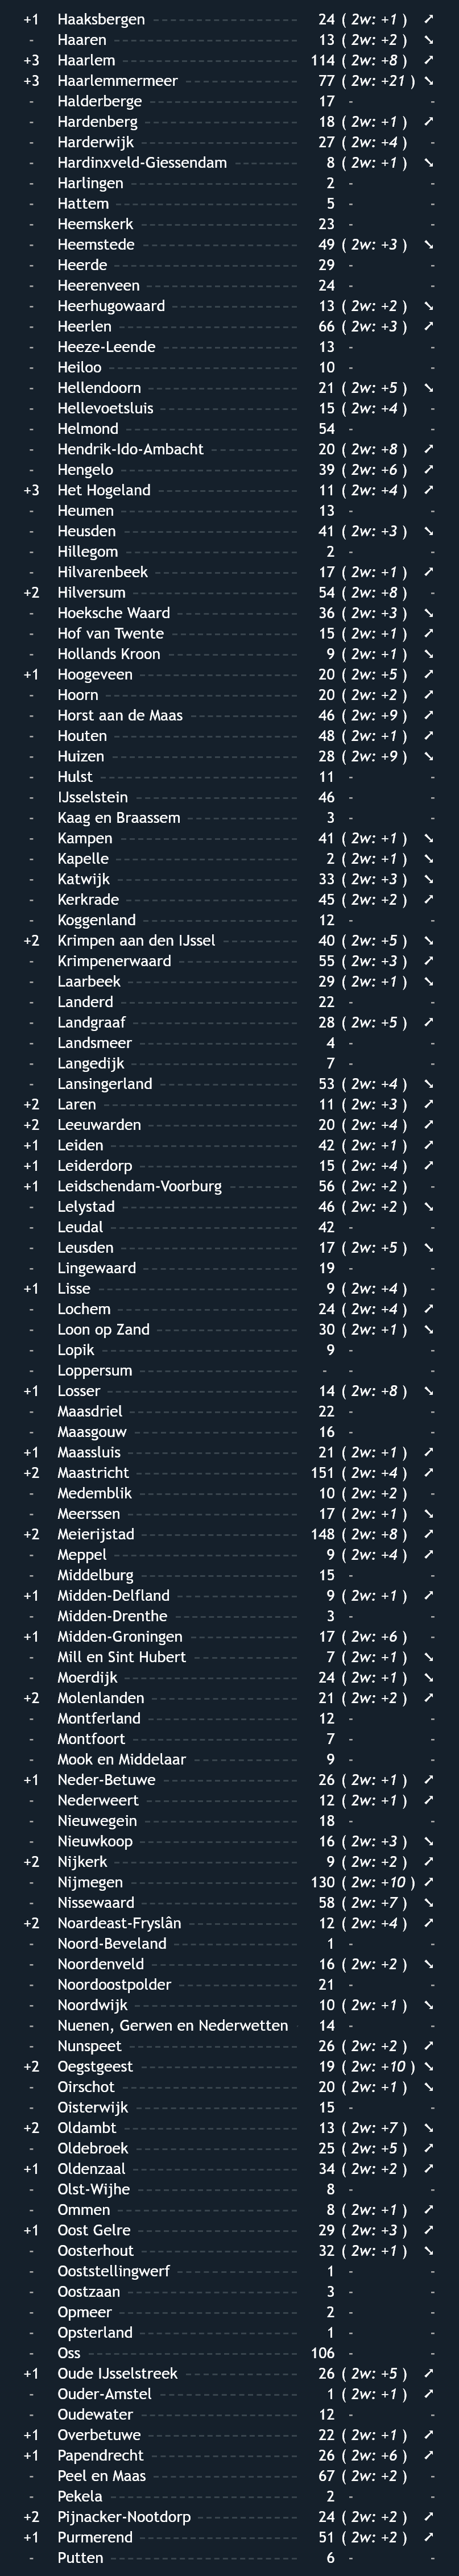 +1 Haaksbergen 24 ( 2w: +1 ) ↗
- Haaren 13 ( 2w: +2 ) ↘
+3 Haarlem 114 ( 2w: +8 ) ↗
+3 Haarlemmermeer 77 ( 2w: +21 ) ↘
- Halderberge 17 - -
- Hardenberg 18 ( 2w: +1 ) ↗
- Harderwijk 27 ( 2w: +4 ) -
- Hardinxveld-Giessendam 8 ( 2w: +1 ) ↘
- Harlingen 2 - -
- Hattem 5 - -
- Heemskerk 23 - -
- Heemstede 49 ( 2w: +3 ) ↘
- Heerde 29 - -
- Heerenveen 24 - -
- Heerhugowaard 13 ( 2w: +2 ) ↘
- Heerlen 66 ( 2w: +3 ) ↗
- Heeze-Leende 13 - -
- Heiloo 10 - -
- Hellendoorn 21 ( 2w: +5 ) ↘
- Hellevoetsluis 15 ( 2w: +4 ) -
- Helmond 54 - -
- Hendrik-Ido-Ambacht 20 ( 2w: +8 ) ↗
- Hengelo 39 ( 2w: +6 ) ↗
+3 Het Hogeland 11 ( 2w: +4 ) ↗
- Heumen 13 - -
- Heusden 41 ( 2w: +3 ) ↘
- Hillegom 2 - -
- Hilvarenbeek 17 ( 2w: +1 ) ↗
+2 Hilversum 54 ( 2w: +8 ) -
- Hoeksche Waard 36 ( 2w: +3 ) ↘
- Hof van Twente 15 ( 2w: +1 ) ↗
- Hollands Kroon 9 ( 2w: +1 ) ↘
+1 Hoogeveen 20 ( 2w: +5 ) ↗
- Hoorn 20 ( 2w: +2 ) ↗
- Horst aan de Maas 46 ( 2w: +9 ) ↗
- Houten 48 ( 2w: +1 ) ↗
- Huizen 28 ( 2w: +9 ) ↘
- Hulst 11 - -
- IJsselstein 46 - -
- Kaag en Braassem 3 - -
- Kampen 41 ( 2w: +1 ) ↘
- Kapelle 2 ( 2w: +1 ) ↘
- Katwijk 33 ( 2w: +3 ) ↘
- Kerkrade 45 ( 2w: +2 ) ↗
- Koggenland 12 - -
+2 Krimpen aan den IJssel 40 ( 2w: +5 ) ↘
- Krimpenerwaard 55 ( 2w: +3 ) ↗
- Laarbeek 29 ( 2w: +1 ) ↘
- Landerd 22 - -
- Landgraaf 28 ( 2w: +5 ) ↗
- Landsmeer 4 - -
- Langedijk 7 - -
- Lansingerland 53 ( 2w: +4 ) ↘
+2 Laren 11 ( 2w: +3 ) ↗
+2 Leeuwarden 20 ( 2w: +4 ) ↗
+1 Leiden 42 ( 2w: +1 ) ↗
+1 Leiderdorp 15 ( 2w: +4 ) ↗
+1 Leidschendam-Voorburg 56 ( 2w: +2 ) -
- Lelystad 46 ( 2w: +2 ) ↘
- Leudal 42 - -
- Leusden 17 ( 2w: +5 ) ↘
- Lingewaard 19 - -
+1 Lisse 9 ( 2w: +4 ) -
- Lochem 24 ( 2w: +4 ) ↗
- Loon op Zand 30 ( 2w: +1 ) ↘
- Lopik 9 - -
- Loppersum - - -
+1 Losser 14 ( 2w: +8 ) ↘
- Maasdriel 22 - -
- Maasgouw 16 - -
+1 Maassluis 21 ( 2w: +1 ) ↗
+2 Maastricht 151 ( 2w: +4 ) ↗
- Medemblik 10 ( 2w: +2 ) -
- Meerssen 17 ( 2w: +1 ) ↘
+2 Meierijstad 148 ( 2w: +8 ) ↗
- Meppel 9 ( 2w: +4 ) ↗
- Middelburg 15 - -
+1 Midden-Delfland 9 ( 2w: +1 ) ↗
- Midden-Drenthe 3 - -
+1 Midden-Groningen 17 ( 2w: +6 ) -
- Mill en Sint Hubert 7 ( 2w: +1 ) ↘
- Moerdijk 24 ( 2w: +1 ) ↘
+2 Molenlanden 21 ( 2w: +2 ) ↗
- Montferland 12 - -
- Montfoort 7 - -
- Mook en Middelaar 9 - -
+1 Neder-Betuwe 26 ( 2w: +1 ) ↗
- Nederweert 12 ( 2w: +1 ) ↗
- Nieuwegein 18 - -
- Nieuwkoop 16 ( 2w: +3 ) ↘
+2 Nijkerk 9 ( 2w: +2 ) ↗
- Nijmegen 130 ( 2w: +10 ) ↗
- Nissewaard 58 ( 2w: +7 ) ↘
+2 Noardeast-Fryslân 12 ( 2w: +4 ) ↗
- Noord-Beveland 1 - -
- Noordenveld 16 ( 2w: +2 ) ↘
- Noordoostpolder 21 - -
- Noordwijk 10 ( 2w: +1 ) ↘
- Nuenen, Gerwen en Nederwetten 14 - -
- Nunspeet 26 ( 2w: +2 ) ↗
+2 Oegstgeest 19 ( 2w: +10 ) ↘
- Oirschot 20 ( 2w: +1 ) ↘
- Oisterwijk 15 - -
+2 Oldambt 13 ( 2w: +7 ) ↘
- Oldebroek 25 ( 2w: +5 ) ↗
+1 Oldenzaal 34 ( 2w: +2 ) ↗
- Olst-Wijhe 8 - -
- Ommen 8 ( 2w: +1 ) ↗
+1 Oost Gelre 29 ( 2w: +3 ) ↗
- Oosterhout 32 ( 2w: +1 ) ↘
- Ooststellingwerf 1 - -
- Oostzaan 3 - -
- Opmeer 2 - -
- Opsterland 1 - -
- Oss 106 - -
+1 Oude IJsselstreek 26 ( 2w: +5 ) ↗
- Ouder-Amstel 1 ( 2w: +1 ) ↗
- Oudewater 12 - -
+1 Overbetuwe 22 ( 2w: +1 ) ↗
+1 Papendrecht 26 ( 2w: +6 ) ↗
- Peel en Maas 67 ( 2w: +2 ) -
- Pekela 2 - -
+2 Pijnacker-Nootdorp 24 ( 2w: +2 ) ↗
+1 Purmerend 51 ( 2w: +2 ) ↗
- Putten 6 - -